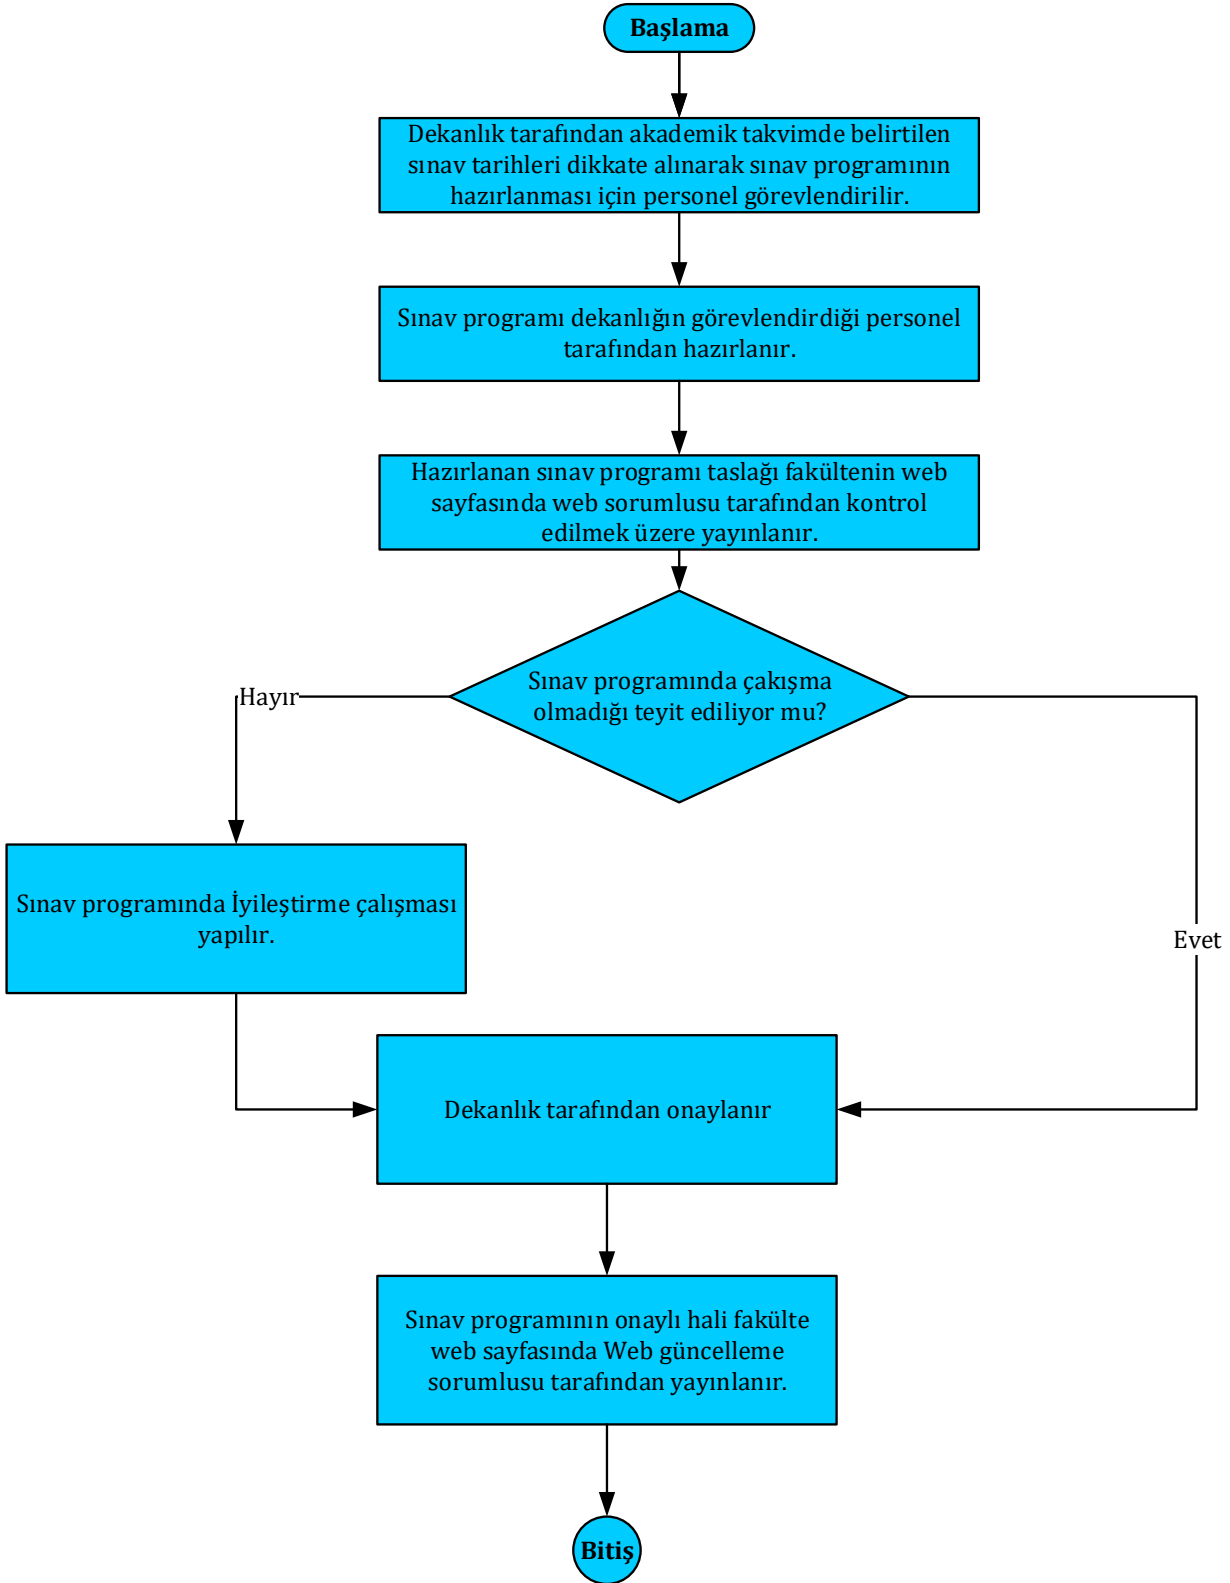 Başlama
Dekanlık tarafından akademik takvimde belirtilen
sınav tarihleri dikkate alınarak sınav programının
hazırlanması için personel görevlendirilir.
Sınav programı dekanlığın görevlendirdiği personel
tarafından hazırlanır.
Hazırlanan sınav programı taslağı fakültenin web
sayfasında web sorumlusu tarafından kontrol
edilmek üzere yayınlanır.
Sınav programında çakışma
olmadığı teyit ediliyor mu?
Hayır
Sınav programında İyileştirme çalışması
yapılır.
Evet
Dekanlık tarafından onaylanır
Sınav programının onaylı hali fakülte
web sayfasında Web güncelleme
sorumlusu tarafından yayınlanır.
Bitiş